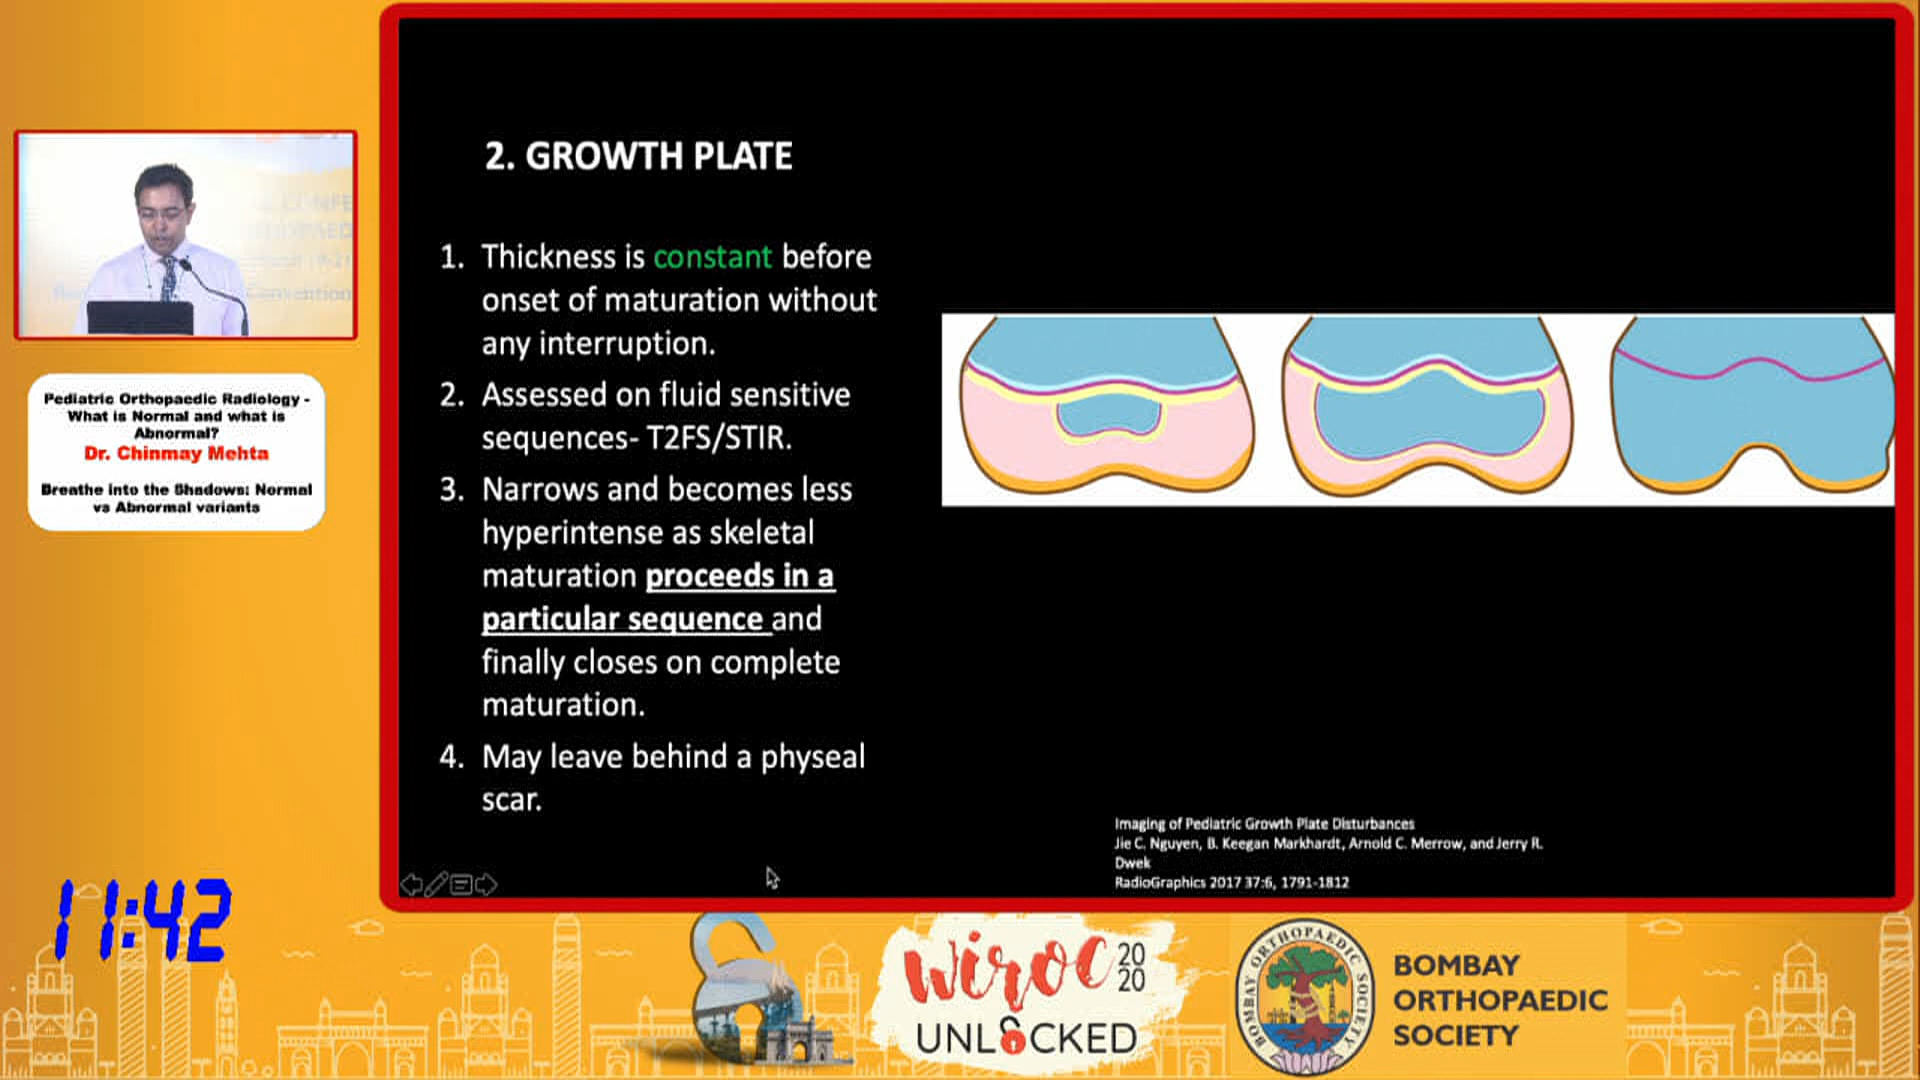 2. GROWTH PLATE
1. Thickness is constant before
onset of maturation without
any interruption.
2. Assessed on fluid sensitive
sequences- T2FS/STIR.
3. Narrows and becomes less
hyperintense as skeletal
maturation proceeds in a
particular sequence and
finally closes on complete
maturation.
4. May leave behind a physeal
scar.
Imaging of Pediatric Growth Plate Disturbances
Jie C. Nguyen, B. Keegan Markhardt, Arnold C. Merrow, and Jerry R.
Dwek
RadioGraphics 2017 37:6, 1791-1812
Pediatric Orthopaedic Radiology -
What is Normal and what is
Abnormal?
Dr. Chinmay Mehta
Breathe into the Shadows: Normal
vs Abnormal variants
11:42
wiroc 20
20
UNLOCKED
BOMBAY ORTHOPAEDIC SOCIETY
BOMBAY
ORTHOPAEDIC
SOCIETY